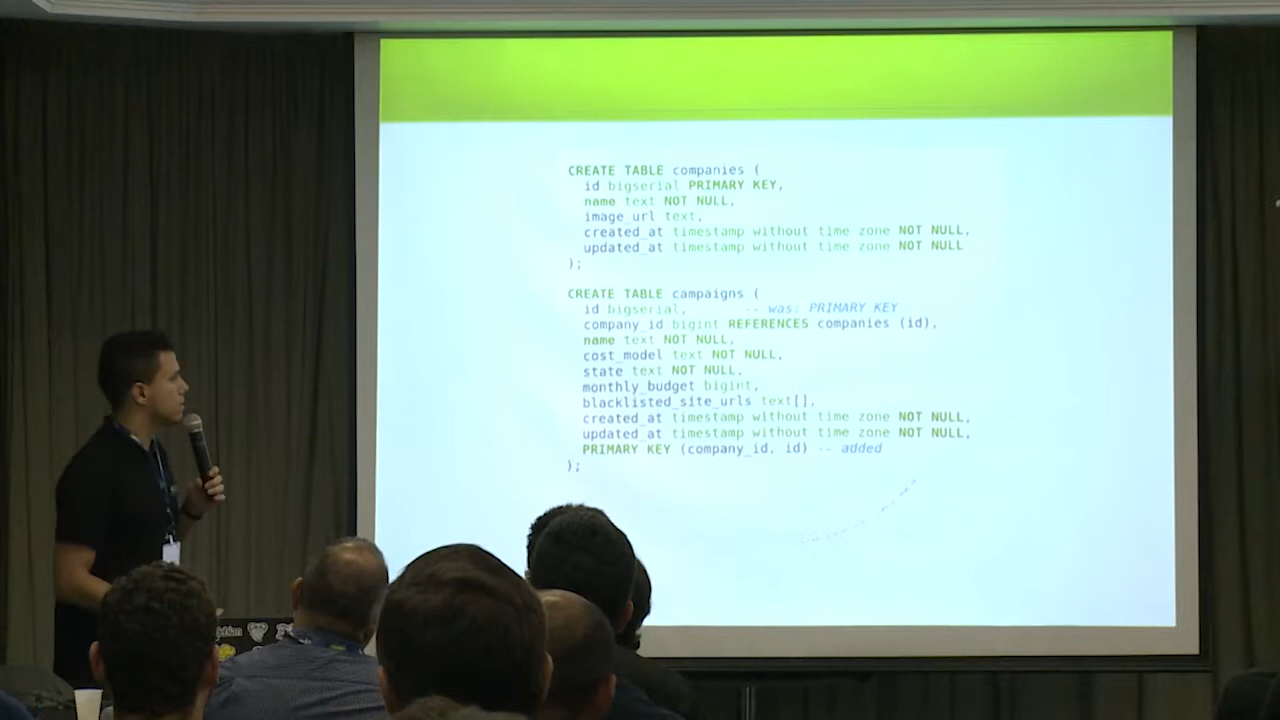 CREATE TABLE companies (
id bigserial PRIMARY KEY,
name text NOT NULL,
image_url text,
created_at timestamp without time zone NOT NULL,
updated_at timestamp without time zone NOT NULL
);
CREATE TABLE campaigns (
id bigserial, -- was: PRIMARY KEY
company_id bigint REFERENCES companies (id),
name text NOT NULL,
cost_model text NOT NULL,
state text NOT NULL,
monthly_budget bigint,
blacklisted_site_urls text[],
created_at timestamp without time zone NOT NULL,
updated_at timestamp without time zone NOT NULL,
PRIMARY KEY (company_id, id) -- added
);